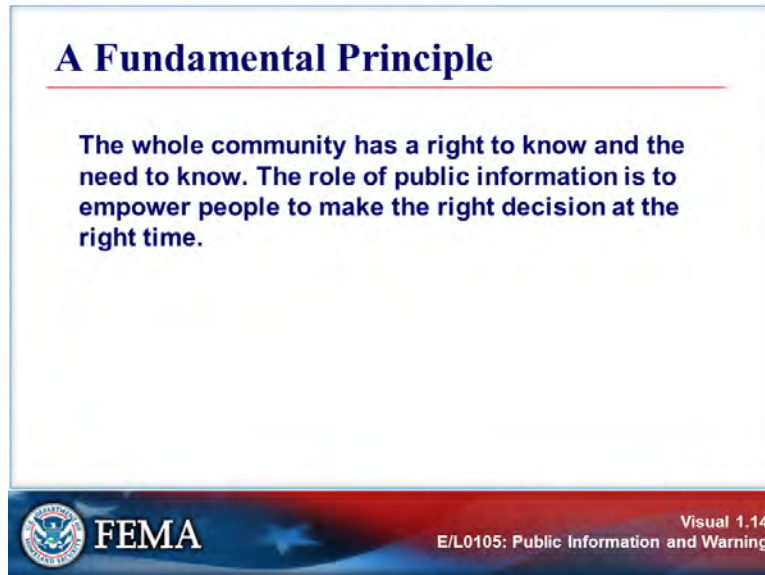 A Fundamental Principle
The whole community has a right to know and the
need to know. The role of public information is to
empower people to make the right decision at the
right time.
FEMA
Visual 1.14
E/L0105: Public Information and Warning